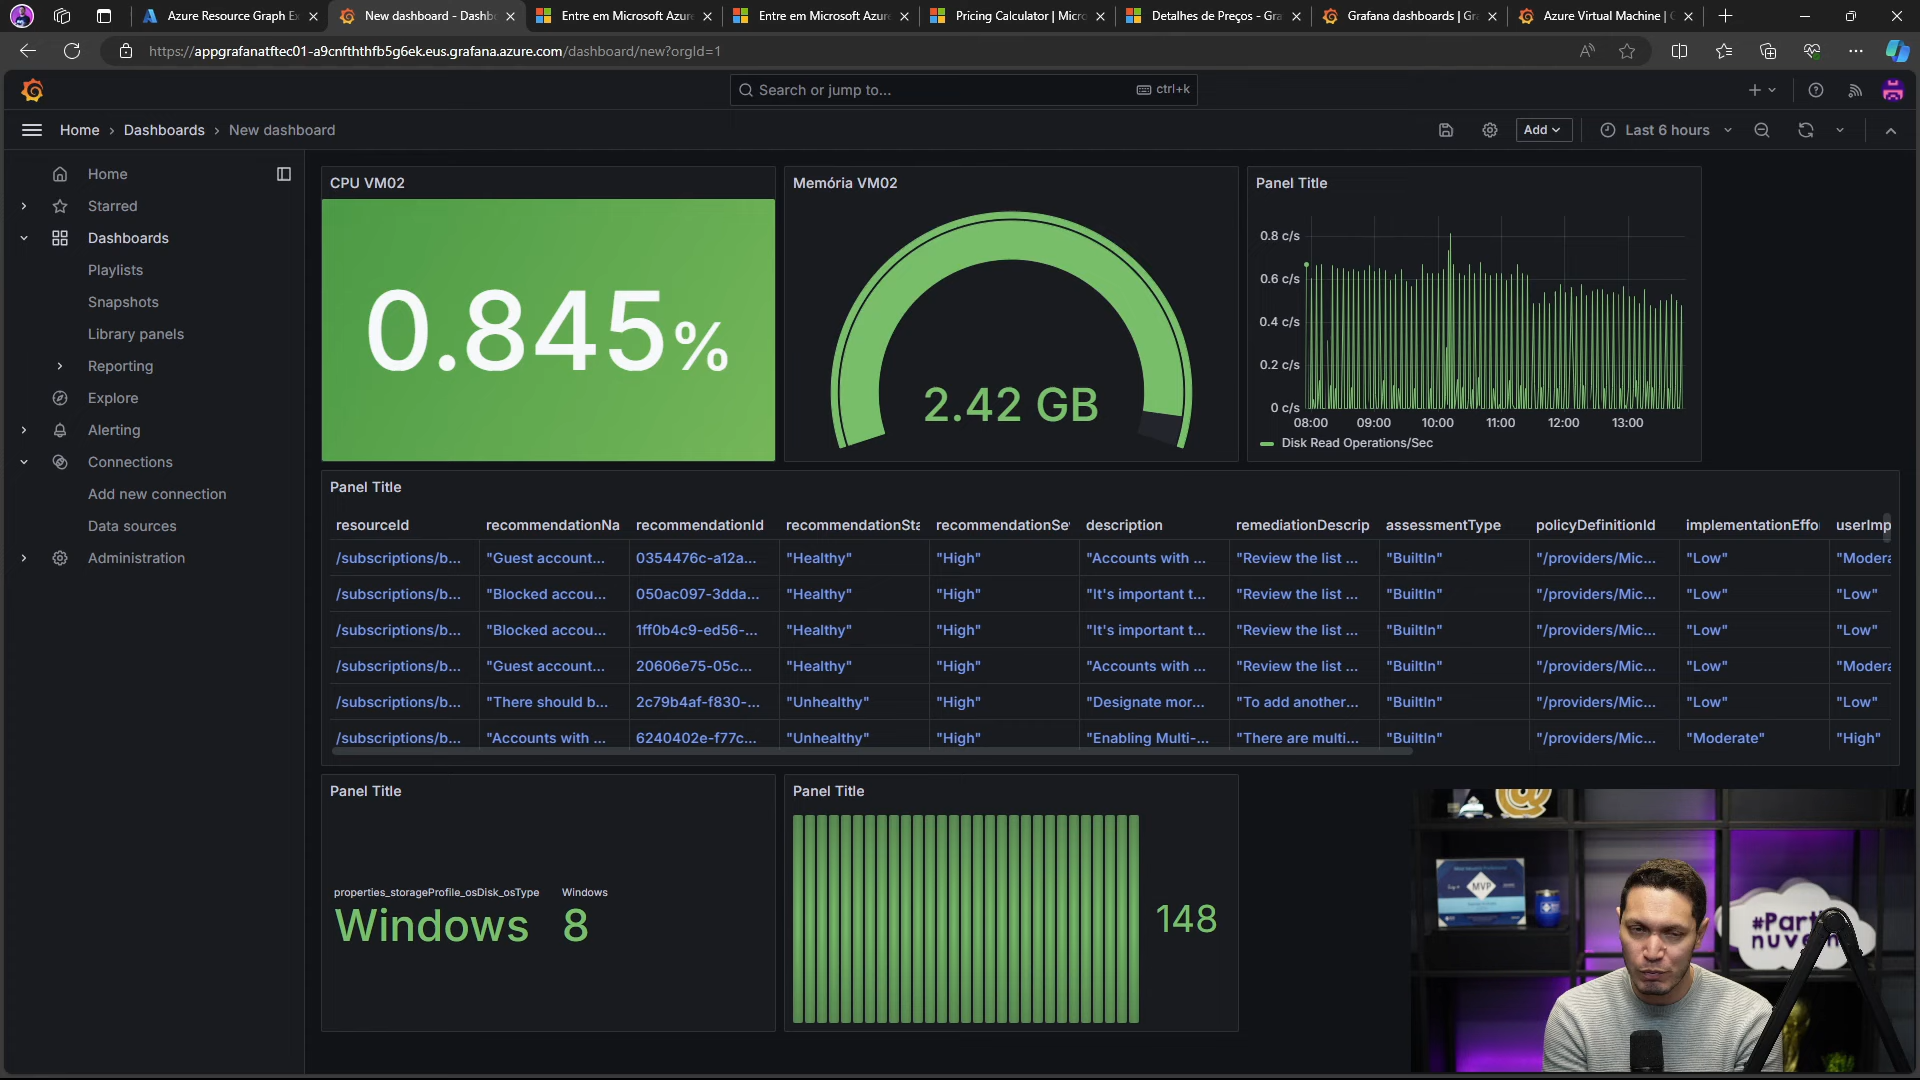 Azure Resource Graph Ex
New dashboard - Dashb
Entre em Microsoft Azure
Entre em Microsoft Azure
Pricing Calculator | Micro
Detalhes de Preços - Gra
Grafana dashboards | Gr
Azure Virtual Machine | G
https://appgrafanatftec01-a9cnfththfb5g6ek.eus.grafana.azure.com/dashboard/new?orgId=1
Search or jump to...
ctrl+k
Home
Dashboards
New dashboard
Add
Last 6 hours
Home
Starred
Dashboards
Playlists
Snapshots
Library panels
Reporting
Explore
Alerting
Connections
Add new connection
Data sources
Administration
CPU VM02
0.845%
Memória VM02
2.42 GB
Panel Title
0.8 c/s
0.6 c/s
0.4 c/s
0.2 c/s
0 c/s
08:00 09:00 10:00 11:00 12:00 13:00
Disk Read Operations/Sec
Panel Title
resourceId recommendationNa recommendationId recommendationSta recommendationSe description remediationDescrip assessmentType policyDefinitionId implementationEffo userImp
/subscriptions/b... "Guest account... 0354476c-a12a... "Healthy" "High" "Accounts with ... "Review the list ... "BuiltIn" "/providers/Mic... "Low" "Modera
/subscriptions/b... "Blocked accou... 050ac097-3dda... "Healthy" "High" "It's important t... "Review the list ... "BuiltIn" "/providers/Mic... "Low" "Low"
/subscriptions/b... "Blocked accou... 1ff0b4c9-ed56-... "Healthy" "High" "It's important t... "Review the list ... "BuiltIn" "/providers/Mic... "Low" "Low"
/subscriptions/b... "Guest account... 20606e75-05c... "Healthy" "High" "Accounts with ... "Review the list ... "BuiltIn" "/providers/Mic... "Low" "Modera
/subscriptions/b... "There should b... 2c79b4af-f830-... "Unhealthy" "High" "Designate mor... "To add another... "BuiltIn" "/providers/Mic... "Low" "Low"
/subscriptions/b... "Accounts with ... 6240402e-f77c... "Unhealthy" "High" "Enabling Multi-... "There are multi... "BuiltIn" "/providers/Mic... "Moderate" "High"
Panel Title
properties_storageProfile_osDisk_osType Windows
Windows 8
Panel Title
148
MVP
#Parti
nuvem